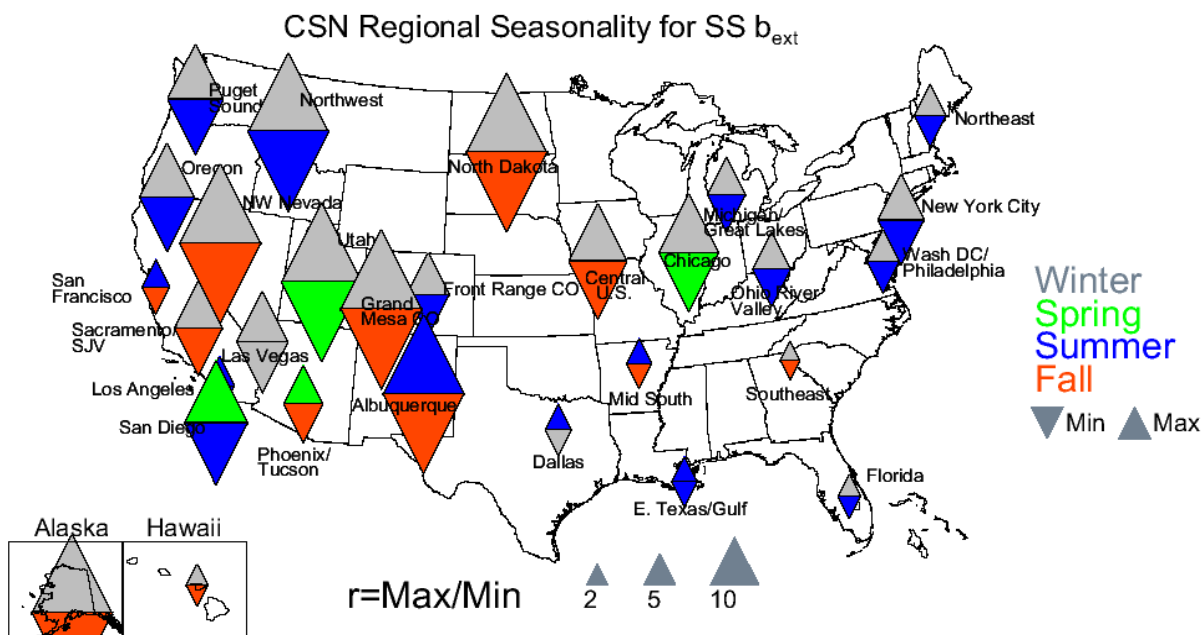 CSN Regional Seasonality for SS bext
Puget
Sound
Northwest
North Dakota
Northeast
Oregon
NW Nevada
Michigan/
Great Lakes
New York City
Utah
Chicago
Wash DC/
Philadelphia
San
Francisco
Front Range CO
Central
U.S.
Ohio River
Valley
Grand
Mesa CO
Sacramento/
SJV
Las Vegas
Los Angeles
Albuquerque
Mid South
Southeast
San Diego
Phoenix/
Tucson
Dallas
E. Texas/Gulf
Florida
Winter
Spring
Summer
Fall
Min Max
Alaska Hawaii
r=Max/Min
2 5 10